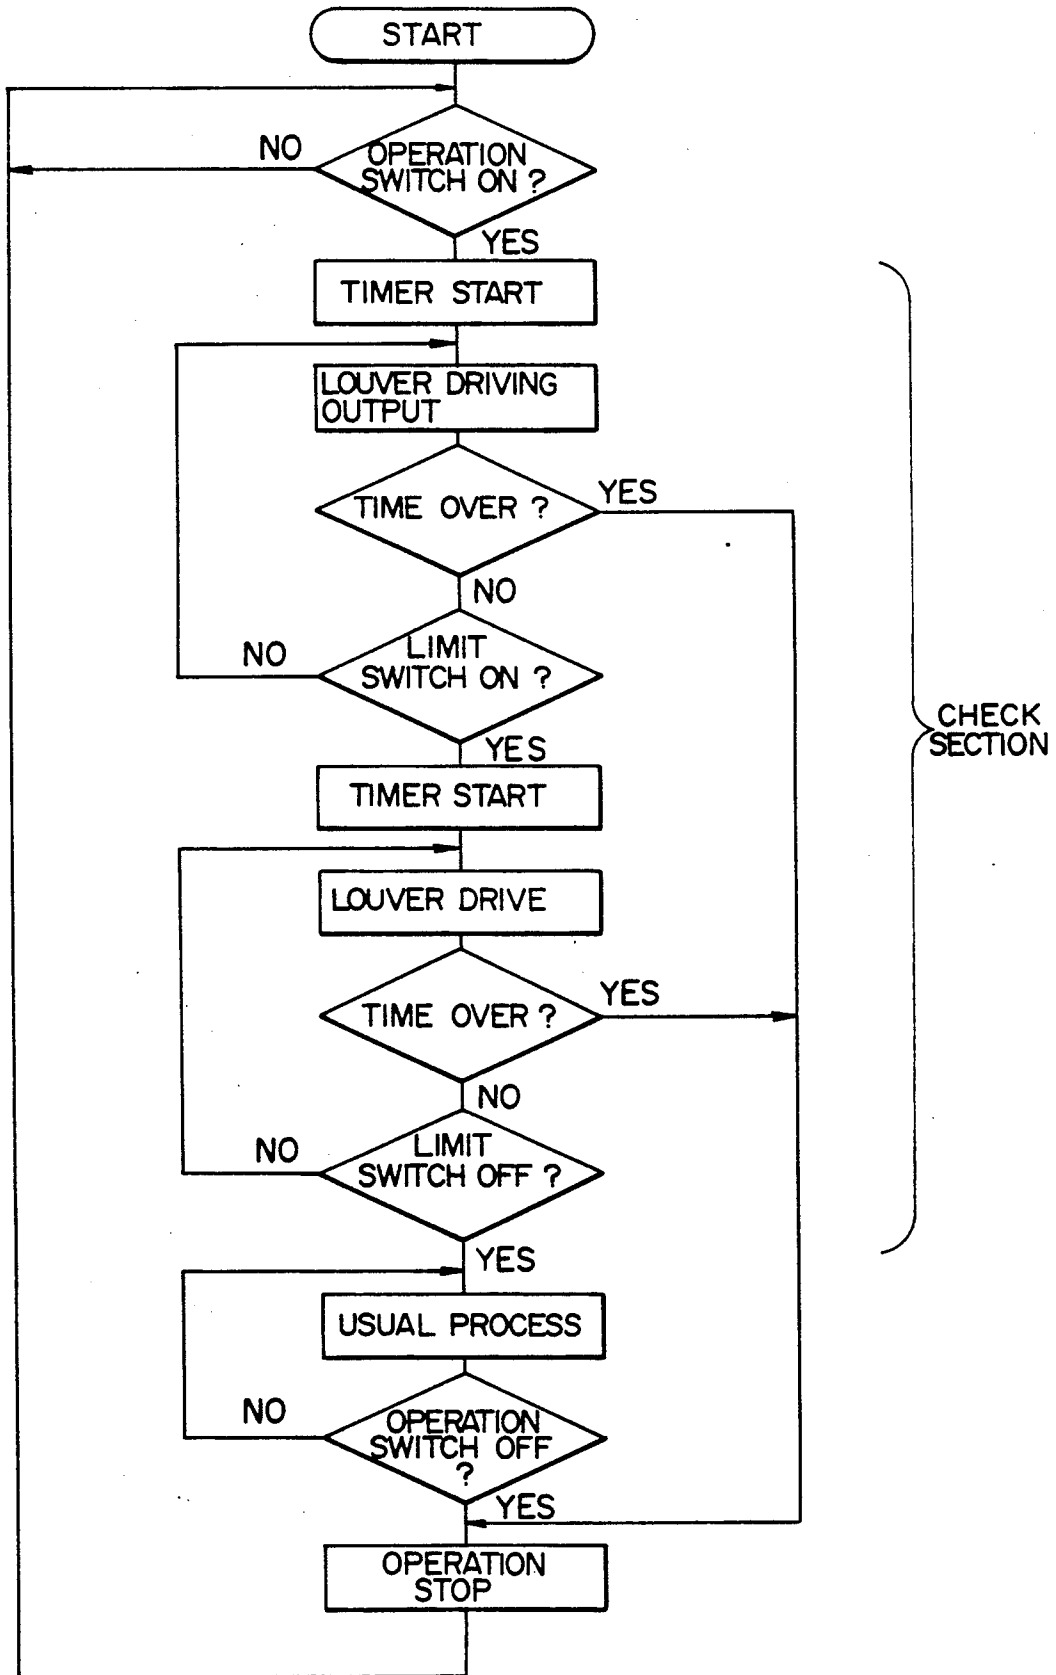 START
NO
OPERATION
SWITCH ON ?
YES
TIMER START
LOUVER DRIVING
OUTPUT
TIME OVER ?
YES
NO
LIMIT
SWITCH ON ?
NO
YES
CHECK
SECTION
TIMER START
LOUVER DRIVE
TIME OVER ?
YES
NO
LIMIT
SWITCH OFF ?
NO
YES
USUAL PROCESS
NO
OPERATION
SWITCH OFF
?
YES
OPERATION
STOP